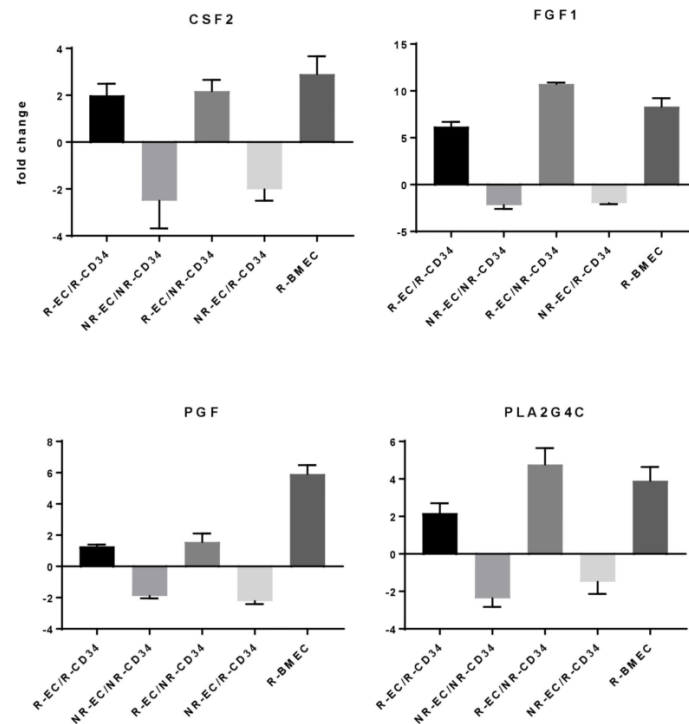 CSF2
fold change
4
2
0
-2
-4
R-EC/R-CD34
NR-EC/NR-CD34
R-EC/NR-CD34
NR-EC/R-CD34
R-BMEC
FGF1
15
10
5
0
-5
R-EC/R-CD34
NR-EC/NR-CD34
R-EC/NR-CD34
NR-EC/R-CD34
R-BMEC
PGF
8
6
4
2
0
-2
-4
R-EC/R-CD34
NR-EC/NR-CD34
R-EC/NR-CD34
NR-EC/R-CD34
R-BMEC
PLA2G4C
6
4
2
0
-2
-4
R-EC/R-CD34
NR-EC/NR-CD34
R-EC/NR-CD34
NR-EC/R-CD34
R-BMEC